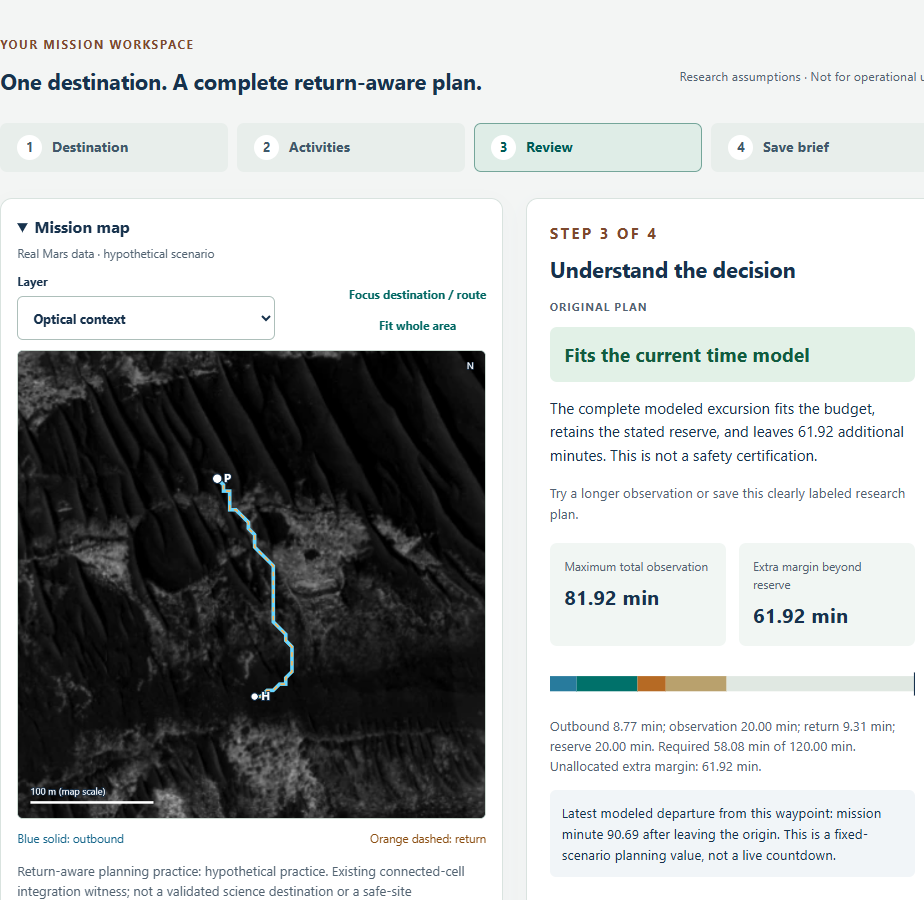 YOUR MISSION WORKSPACE
One destination. A complete return-aware plan.
Research assumptions · Not for operational u
1 Destination
2 Activities
3 Review
4 Save brief
▼ Mission map
Real Mars data · hypothetical scenario
Layer
Optical context
Focus destination / route
Fit whole area
N
P
H
100 m (map scale)
Blue solid: outbound
Orange dashed: return
Return-aware planning practice: hypothetical practice. Existing connected-cell
integration witness; not a validated science destination or a safe-site
STEP 3 OF 4
Understand the decision
ORIGINAL PLAN
Fits the current time model
The complete modeled excursion fits the budget,
retains the stated reserve, and leaves 61.92 additional
minutes. This is not a safety certification.
Try a longer observation or save this clearly labeled research
plan.
Maximum total observation
81.92 min
Extra margin beyond
reserve
61.92 min
Outbound 8.77 min; observation 20.00 min; return 9.31 min;
reserve 20.00 min. Required 58.08 min of 120.00 min.
Unallocated extra margin: 61.92 min.
Latest modeled departure from this waypoint: mission
minute 90.69 after leaving the origin. This is a fixed-
scenario planning value, not a live countdown.